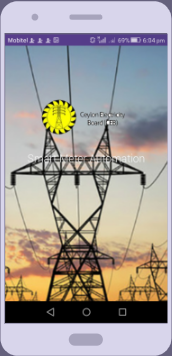 Mobitel
69% 6:04 pm
Ceylon Electricity
Board (CEB)
Smart Meter Automation